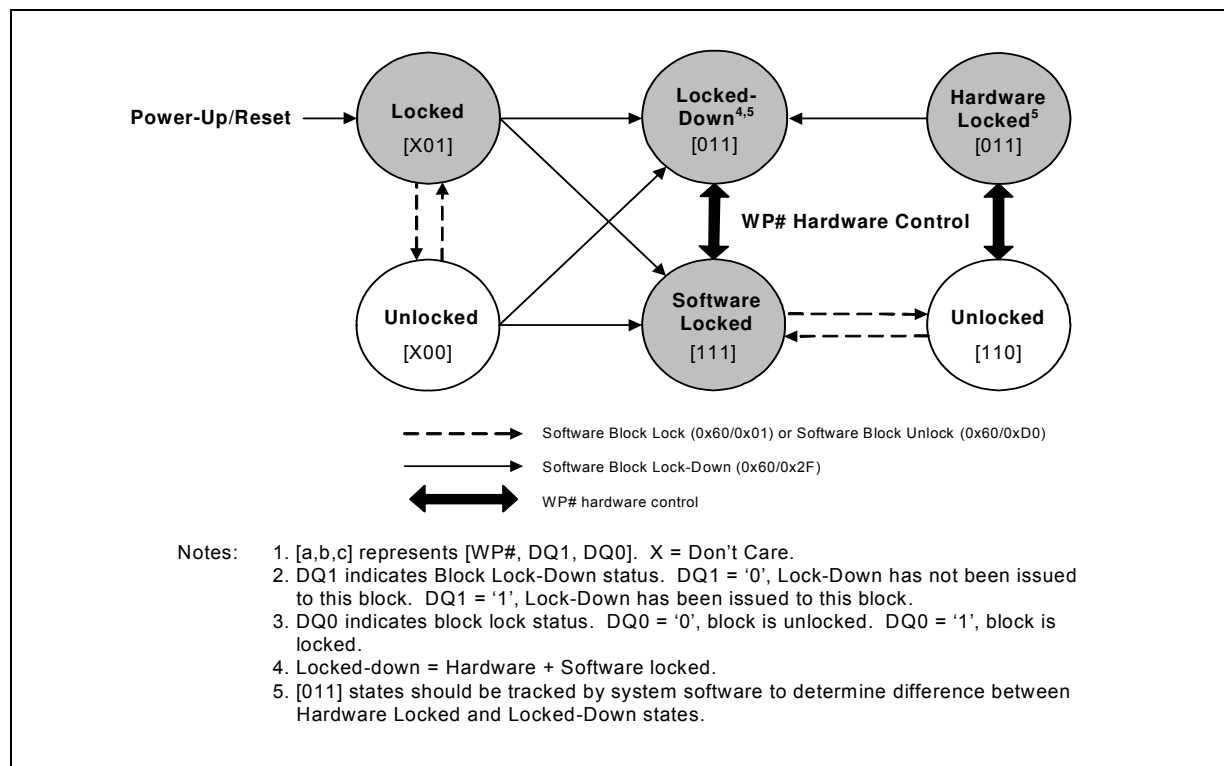 Power-Up/Reset
Locked
[X01]
Locked-
Down4,5
[011]
Hardware
Locked5
[011]
WP# Hardware Control
Unlocked
[X00]
Software
Locked
[111]
Unlocked
[110]
Software Block Lock (0x60/0x01) or Software Block Unlock (0x60/0xD0)
Software Block Lock-Down (0x60/0x2F)
WP# hardware control
Notes: 1. [a,b,c] represents [WP#, DQ1, DQ0]. X = Don't Care.
2. DQ1 indicates Block Lock-Down status. DQ1 = ‘0’, Lock-Down has not been issued
to this block. DQ1 = ‘1’, Lock-Down has been issued to this block.
3. DQ0 indicates block lock status. DQ0 = ‘0’, block is unlocked. DQ0 = ‘1’, block is
locked.
4. Locked-down = Hardware + Software locked.
5. [011] states should be tracked by system software to determine difference between
Hardware Locked and Locked-Down states.